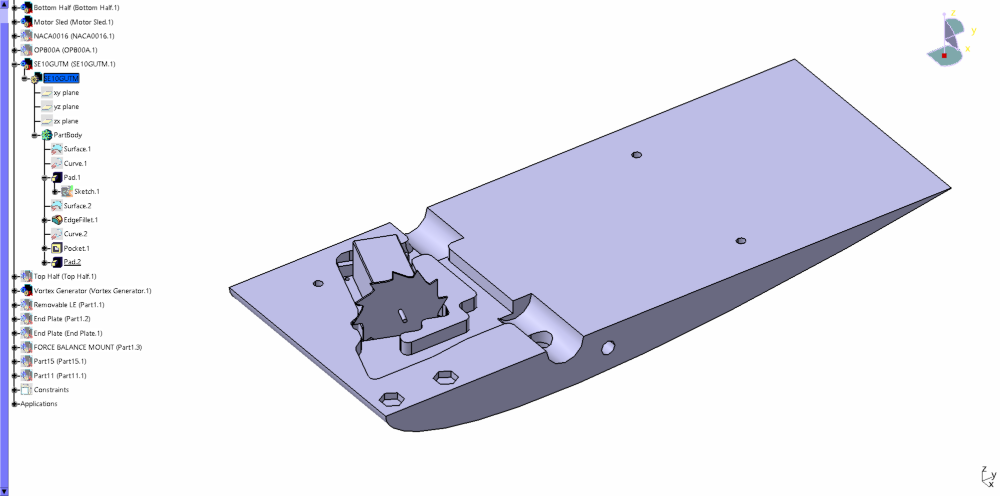 Bottom Half (Bottom Half.1)
Motor Sled (Motor Sled.1)
NACA0016 (NACA0016.1)
OP800A (OP800A.1)
SE10GUTM (SE10GUTM.1)
SE10GUTM
xy plane
yz plane
zx plane
PartBody
Surface.1
Curve.1
Pad.1
Sketch.1
Surface.2
EdgeFillet.1
Curve.2
Pocket.1
Pad.2
Top Half (Top Half.1)
Vortex Generator (Vortex Generator.1)
Removable LE (Part1.1)
End Plate (Part1.2)
End Plate (End Plate.1)
FORCE BALANCE MOUNT (Part1.3)
Part15 (Part15.1)
Part11 (Part11.1)
Constraints
Applications
z
y
x
z
y
x